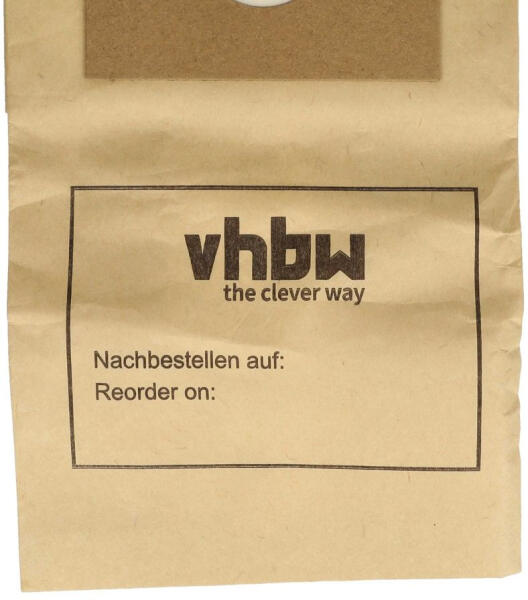 vhbw
the clever way
Nachbestellen auf:
Reorder on: